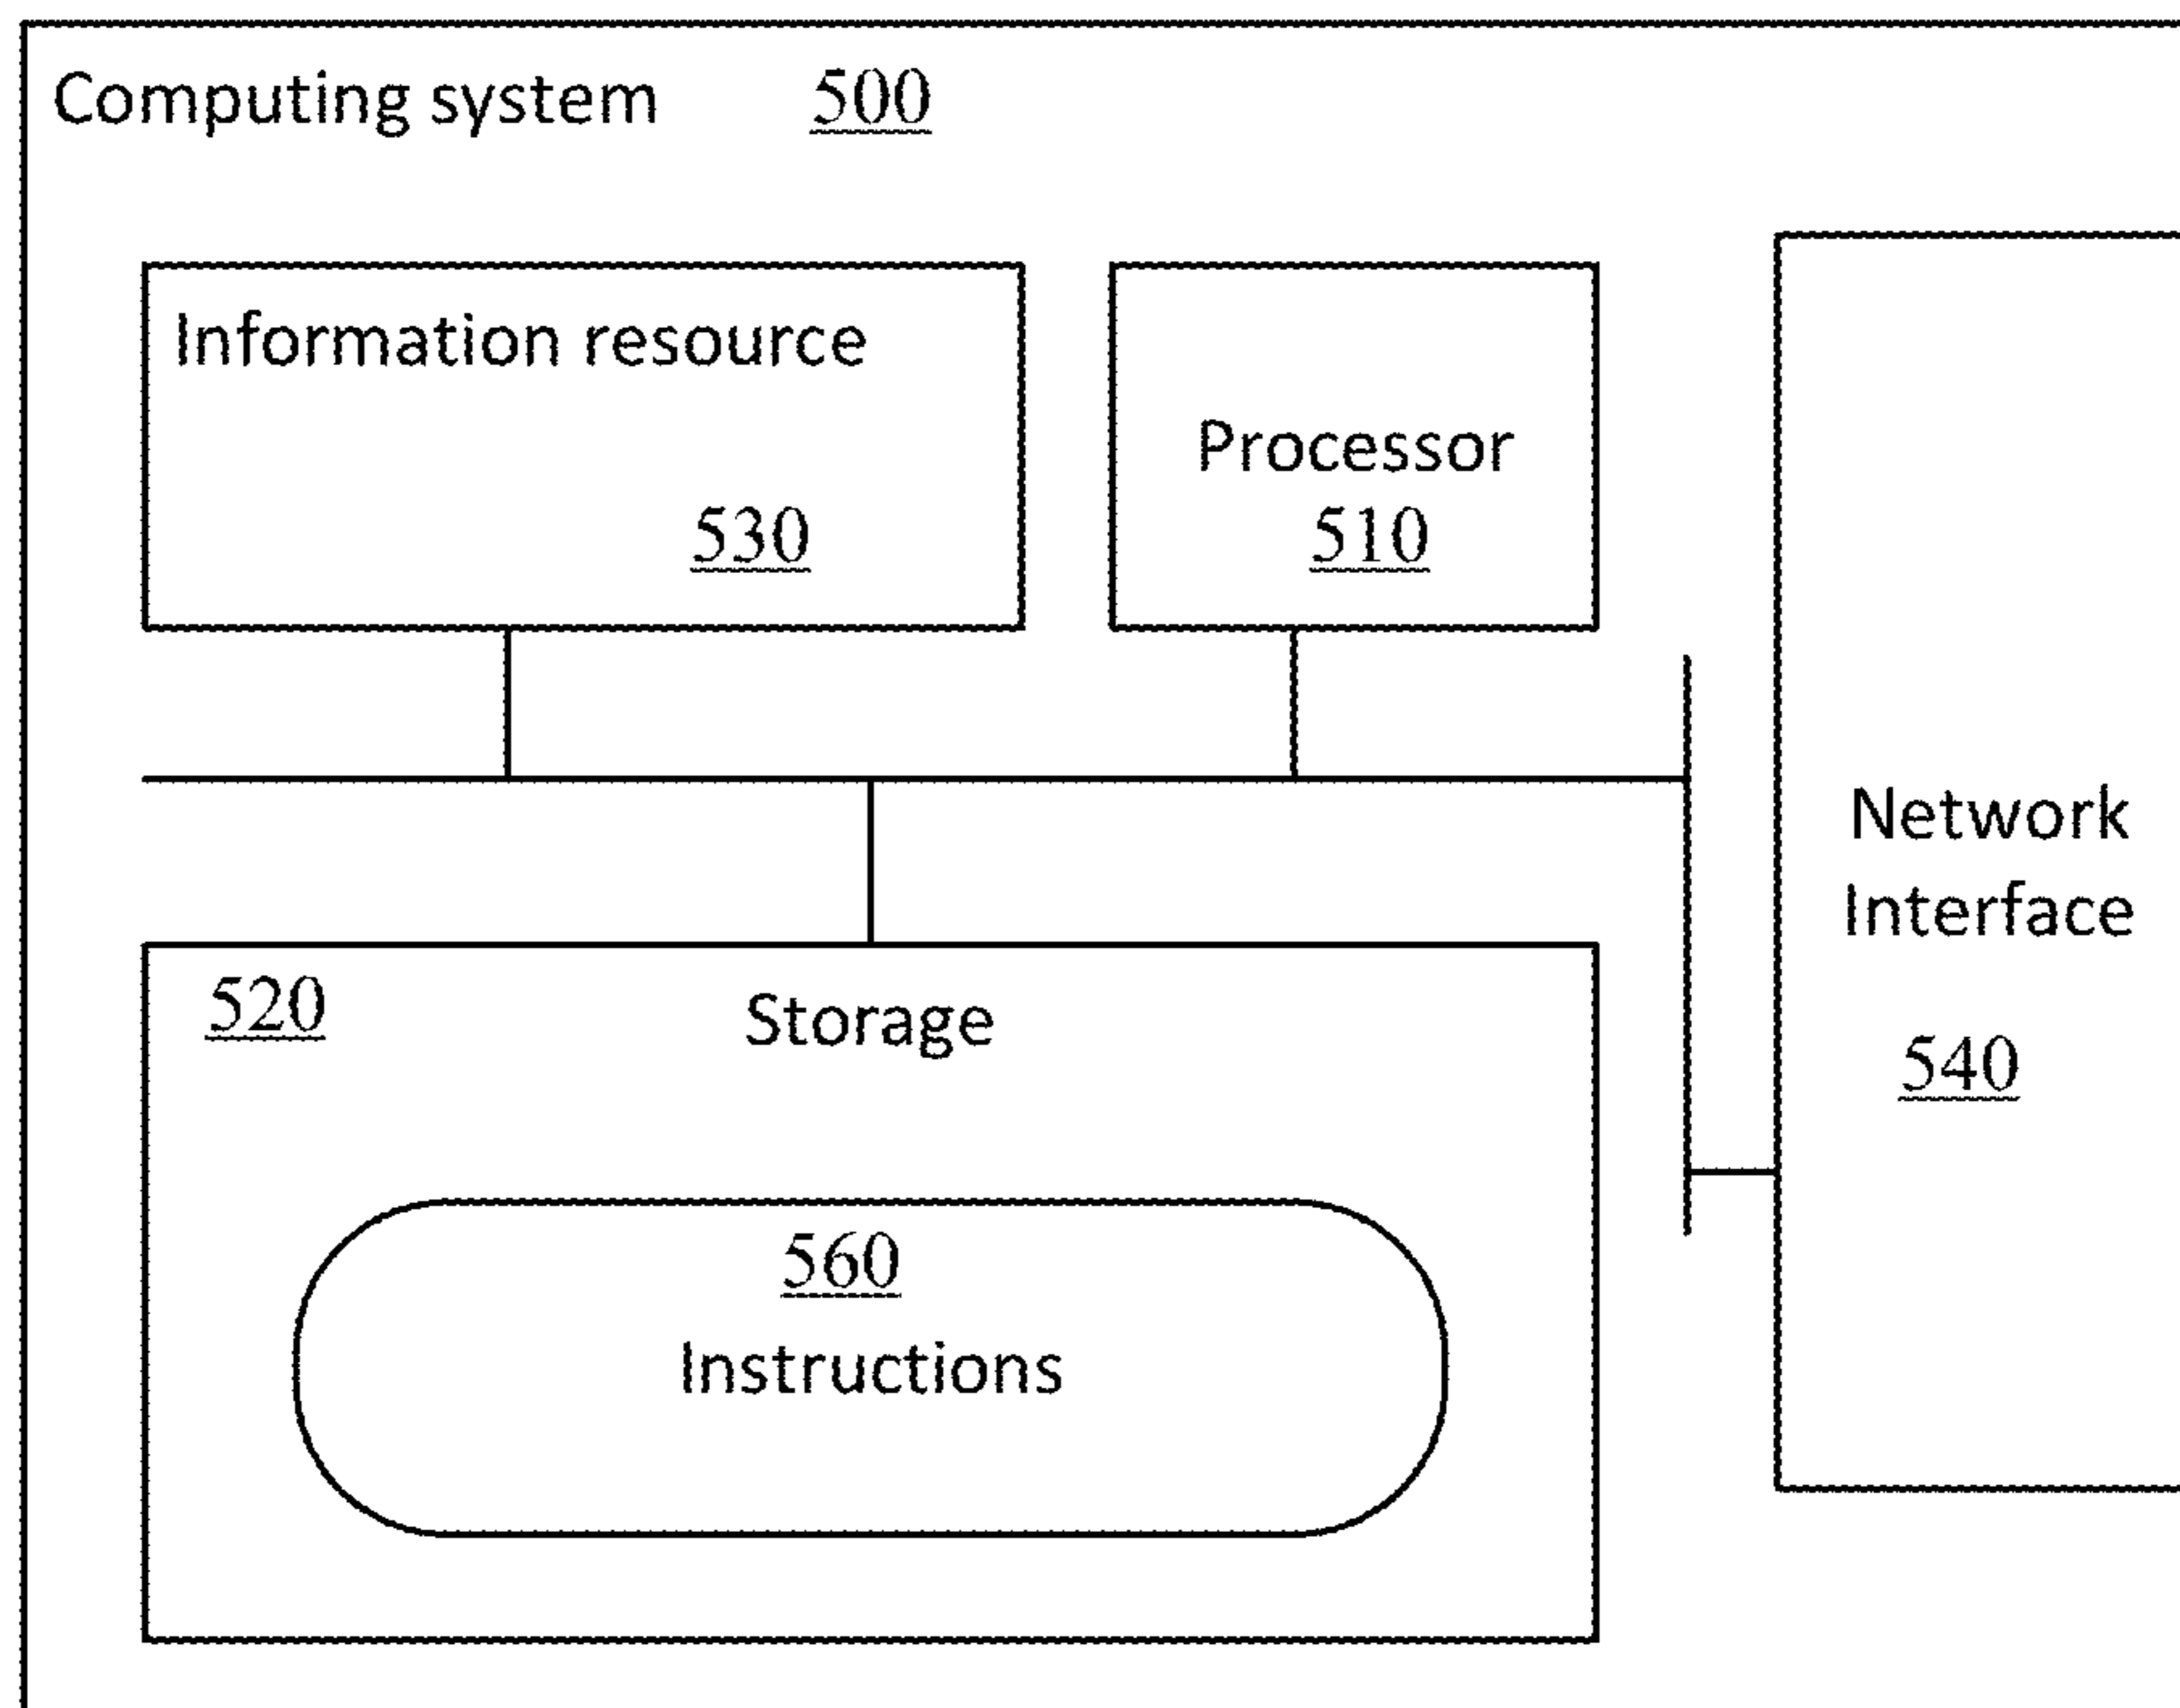 Computing system 500
Information resource
530
Processor
510
Network
Interface
540
520 Storage
560
Instructions